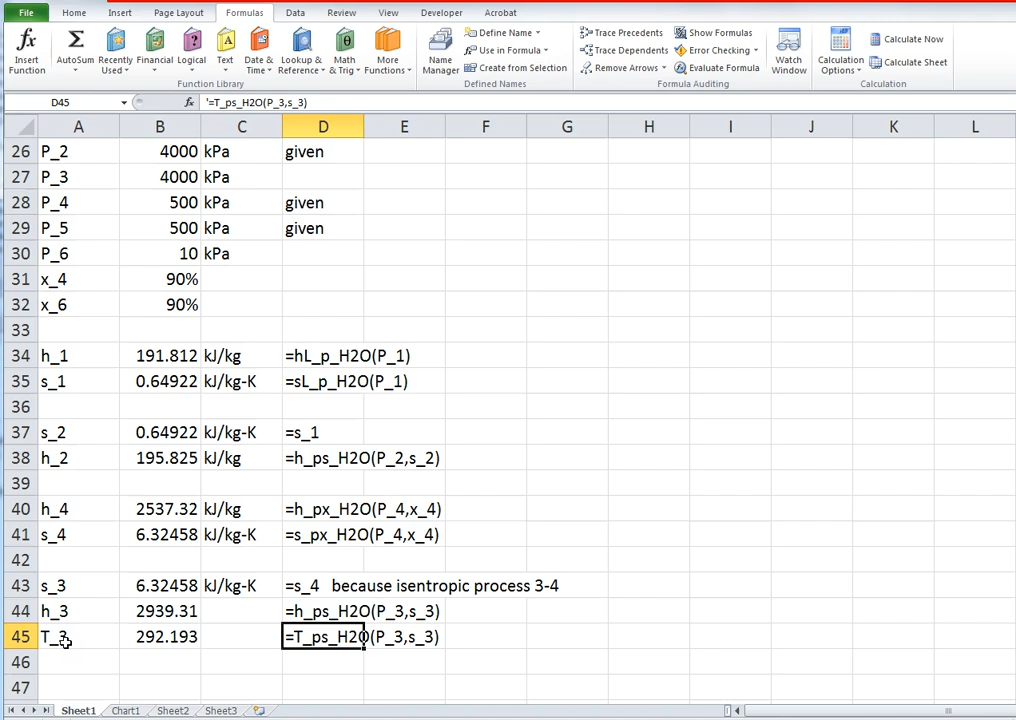 File Home Insert Page Layout Formulas Data Review View Developer Acrobat
fx Insert Function
Σ AutoSum
Recently Used
Financial
Logical
Text
Date & Time
Lookup & Reference
Math & Trig
More Functions
Function Library
Name Manager
Define Name
Use in Formula
Create from Selection
Defined Names
Trace Precedents
Trace Dependents
Remove Arrows
Show Formulas
Error Checking
Evaluate Formula
Formula Auditing
Watch Window
Calculation Options
Calculate Now
Calculate Sheet
Calculation
D45 fx '=T_ps_H2O(P_3,s_3)
A B C D E F G H I J K L
26 P_2 4000 kPa given
27 P_3 4000 kPa
28 P_4 500 kPa given
29 P_5 500 kPa given
30 P_6 10 kPa
31 x_4 90%
32 x_6 90%
33
34 h_1 191.812 kJ/kg =hL_p_H2O(P_1)
35 s_1 0.64922 kJ/kg-K =sL_p_H2O(P_1)
36
37 s_2 0.64922 kJ/kg-K =s_1
38 h_2 195.825 kJ/kg =h_ps_H2O(P_2,s_2)
39
40 h_4 2537.32 kJ/kg =h_px_H2O(P_4,x_4)
41 s_4 6.32458 kJ/kg-K =s_px_H2O(P_4,x_4)
42
43 s_3 6.32458 kJ/kg-K =s_4 because isentropic process 3-4
44 h_3 2939.31 =h_ps_H2O(P_3,s_3)
45 T_3 292.193 =T_ps_H2O(P_3,s_3)
46
47
Sheet1 Chart1 Sheet2 Sheet3